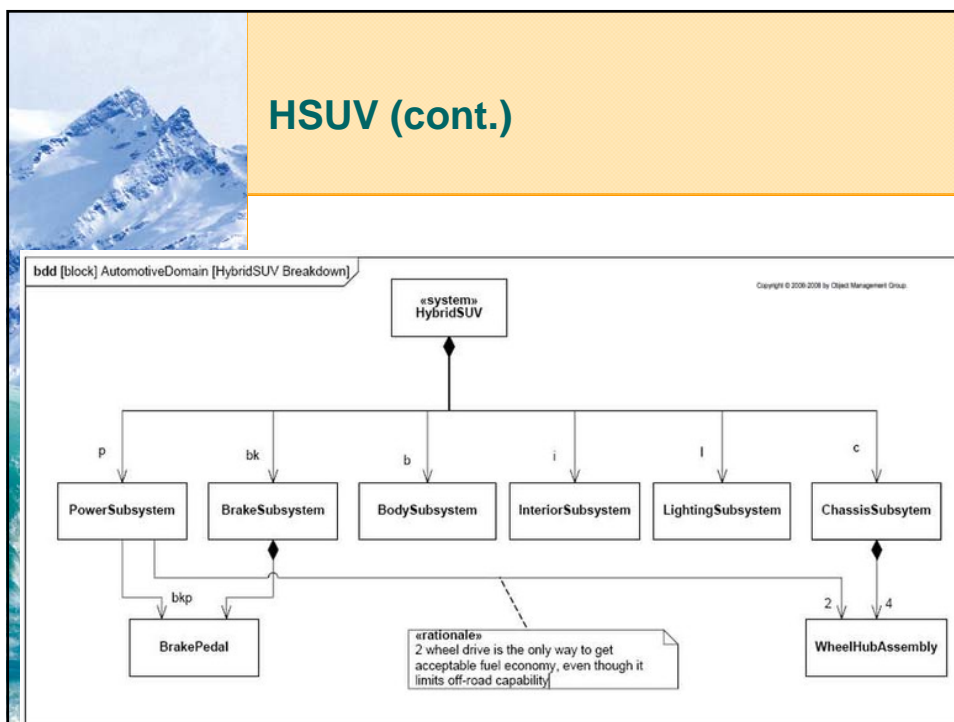 HSUV (cont.)
bdd [block] AutomotiveDomain [HybridSUV Breakdown]
Copyright © 2006-2008 by Object Management Group.
«system»
HybridSUV
p
bk
b
i
l
c
PowerSubsystem
BrakeSubsystem
BodySubsystem
InteriorSubsystem
LightingSubsystem
ChassisSubsytem
bkp
2
4
BrakePedal
«rationale»
2 wheel drive is the only way to get
acceptable fuel economy, even though it
limits off-road capability
WheelHubAssembly